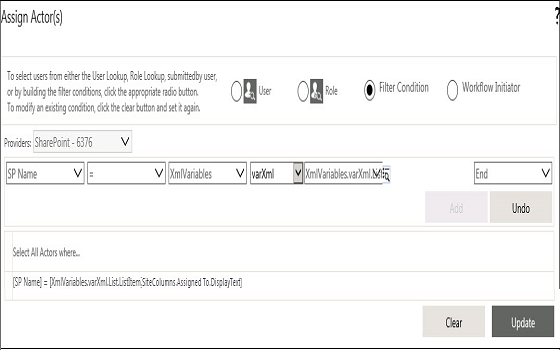 Assign Actor(s)
?
To select users from either the User Lookup, Role Lookup, submittedby user,
or by building the filter conditions, click the appropriate radio button.
To modify an existing condition, click the clear button and set it again.
User
Role
Filter Condition
Workflow Initiator
Providers: SharePoint - 6376
SP Name = XmlVariables varXml XmlVariables.varXml.List End
Add Undo
Select All Actors where...
[SP Name] = [XmlVariables.varXml.List.ListItem.SiteColumns.Assigned To.DisplayText]
Clear Update